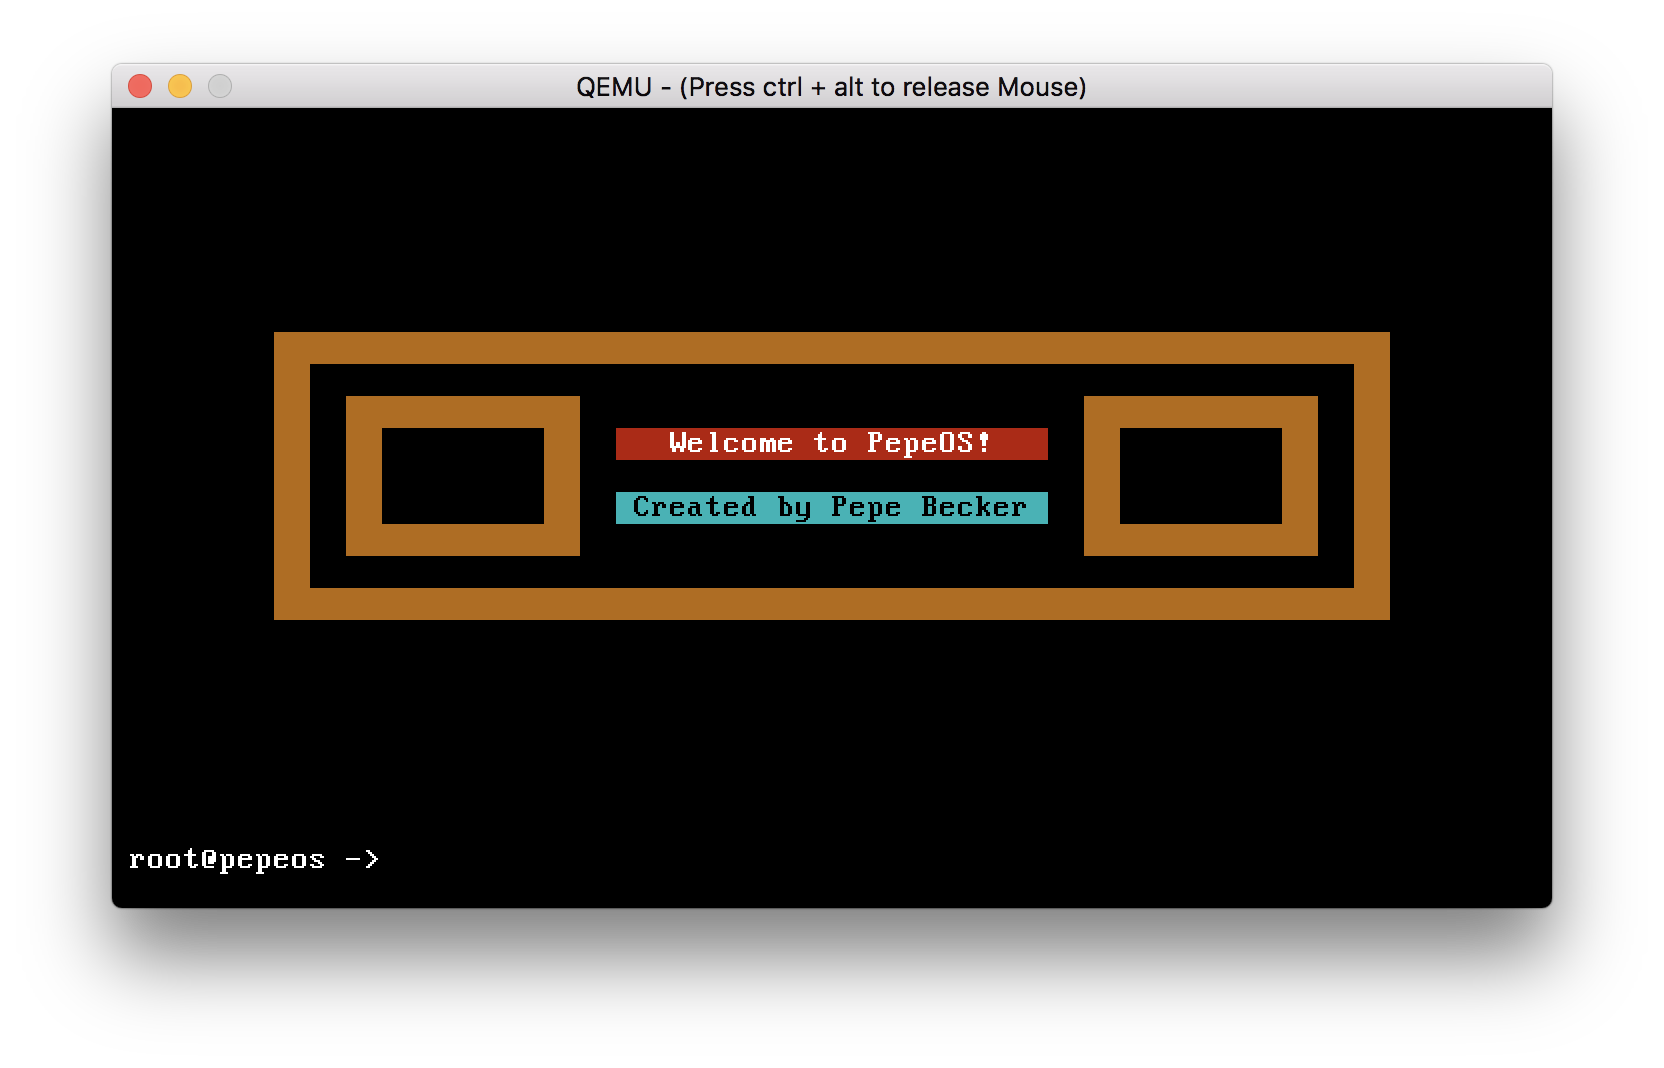 QEMU - (Press ctrl + alt to release Mouse)
Welcome to PepeOS!
Created by Pepe Becker
root@pepeos ->